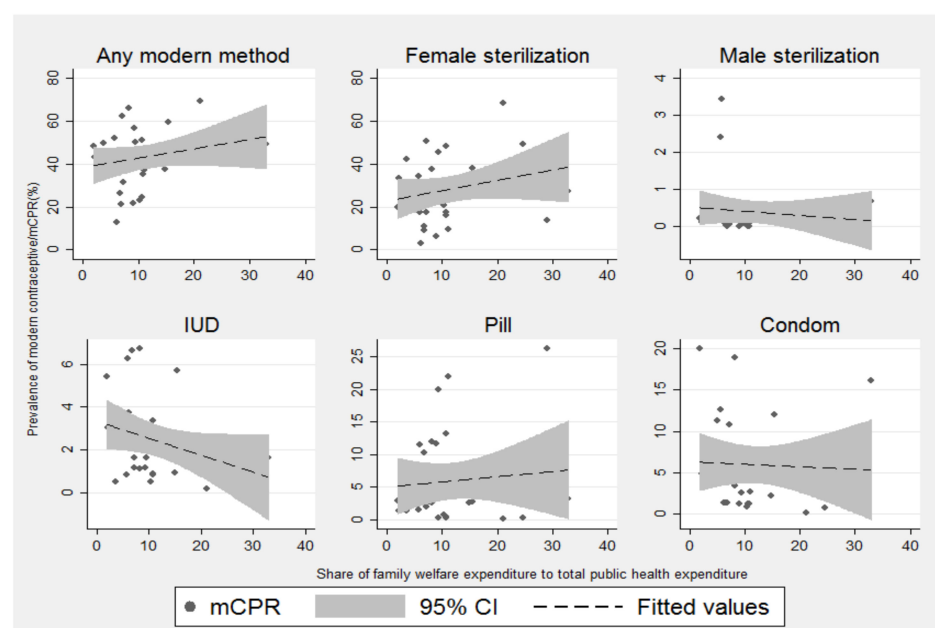 Any modern method
Female sterilization
Male sterilization
Prevalence of modern contraceptive/mCPR(%)
80
60
40
20
0
0 10 20 30 40
80
60
40
20
0
0 10 20 30 40
4
3
2
1
0
0 10 20 30 40
IUD
Pill
Condom
6
4
2
0
0 10 20 30 40
25
20
15
10
5
0
0 10 20 30 40
20
15
10
5
0
0 10 20 30 40
Share of family welfare expenditure to total public health expenditure
mCPR 95% CI Fitted values